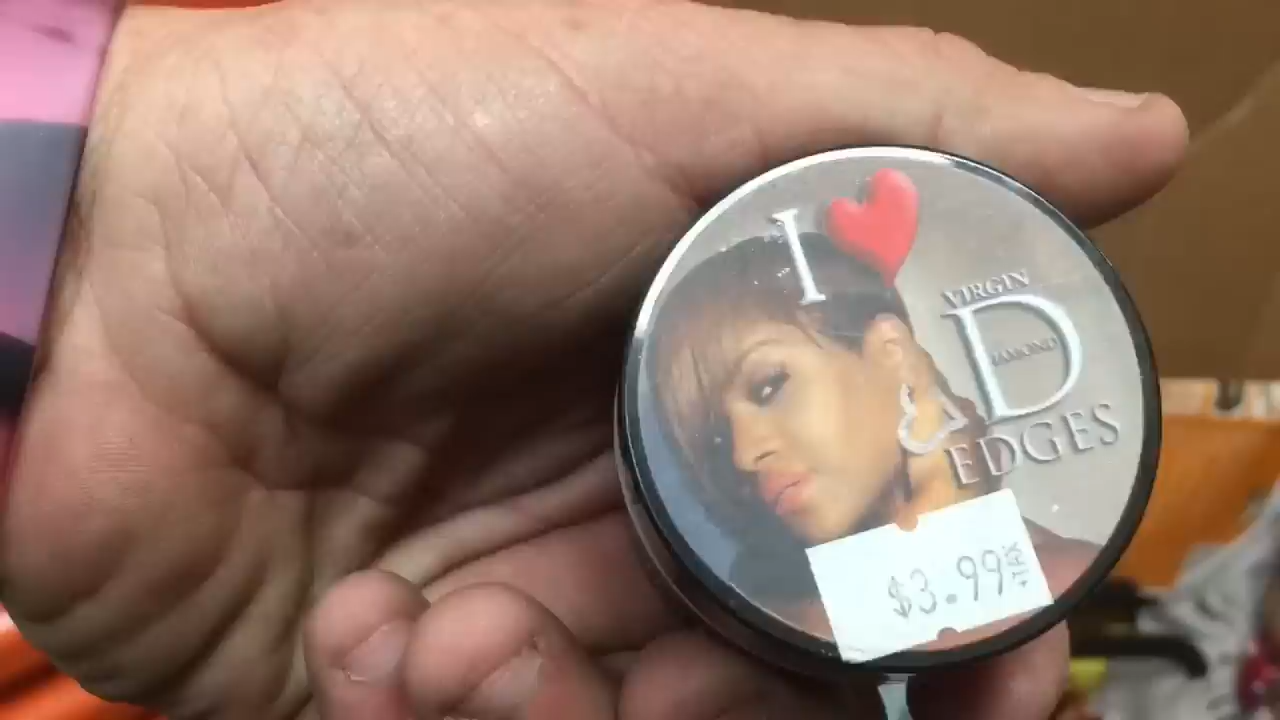 I ❤
VIRGIN
DIAMOND
EDGES
$3.99